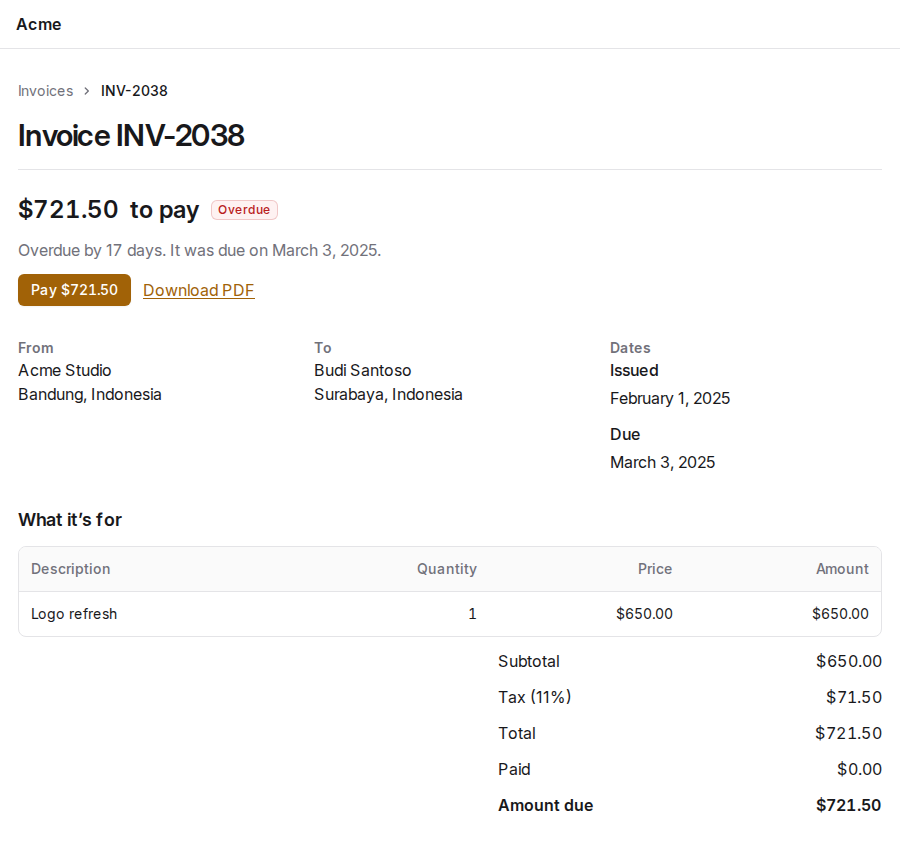 Acme
Invoices > INV-2038
Invoice INV-2038
$721.50 to pay Overdue
Overdue by 17 days. It was due on March 3, 2025.
Pay $721.50 Download PDF
From
Acme Studio
Bandung, Indonesia
To
Budi Santoso
Surabaya, Indonesia
Dates
Issued
February 1, 2025
Due
March 3, 2025
What it’s for
Description Quantity Price Amount
Logo refresh 1 $650.00 $650.00
Subtotal $650.00
Tax (11%) $71.50
Total $721.50
Paid $0.00
Amount due $721.50